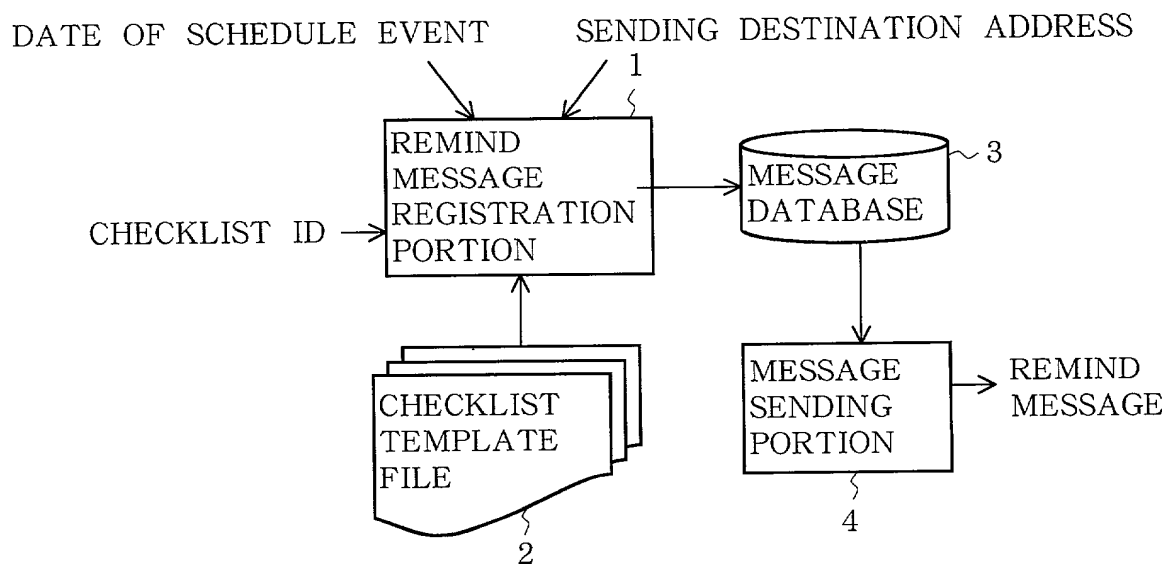 DATE OF SCHEDULE EVENT
SENDING DESTINATION ADDRESS
1
REMIND
MESSAGE
REGISTRATION
PORTION
CHECKLIST ID
MESSAGE
DATABASE
3
CHECKLIST
TEMPLATE
FILE
2
MESSAGE
SENDING
PORTION
4
REMIND
MESSAGE